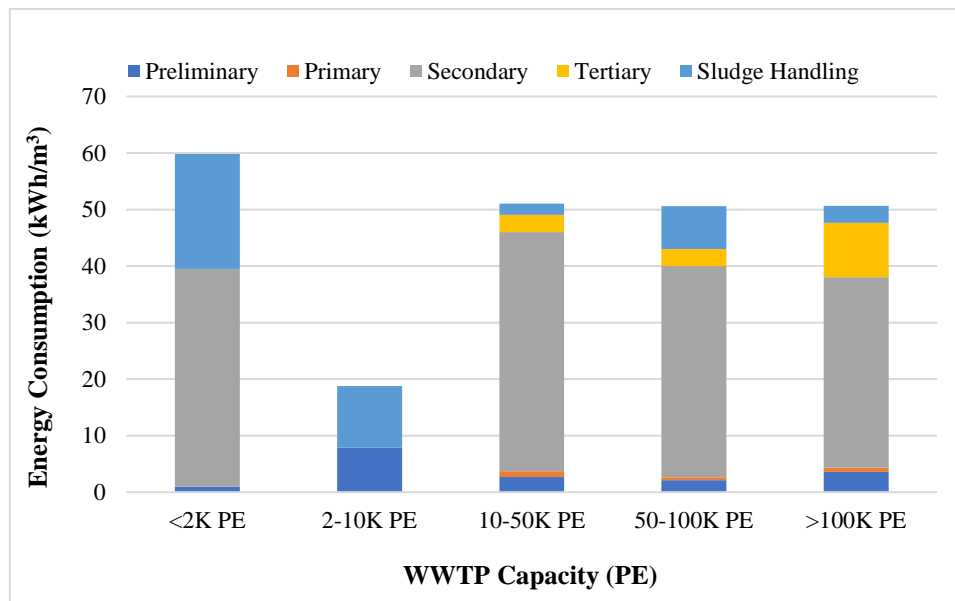 Preliminary Primary Secondary Tertiary Sludge Handling
70
60
50
40
30
20
10
0
Energy Consumption (kWh/m³)
<2K PE 2-10K PE 10-50K PE 50-100K PE >100K PE
WWTP Capacity (PE)